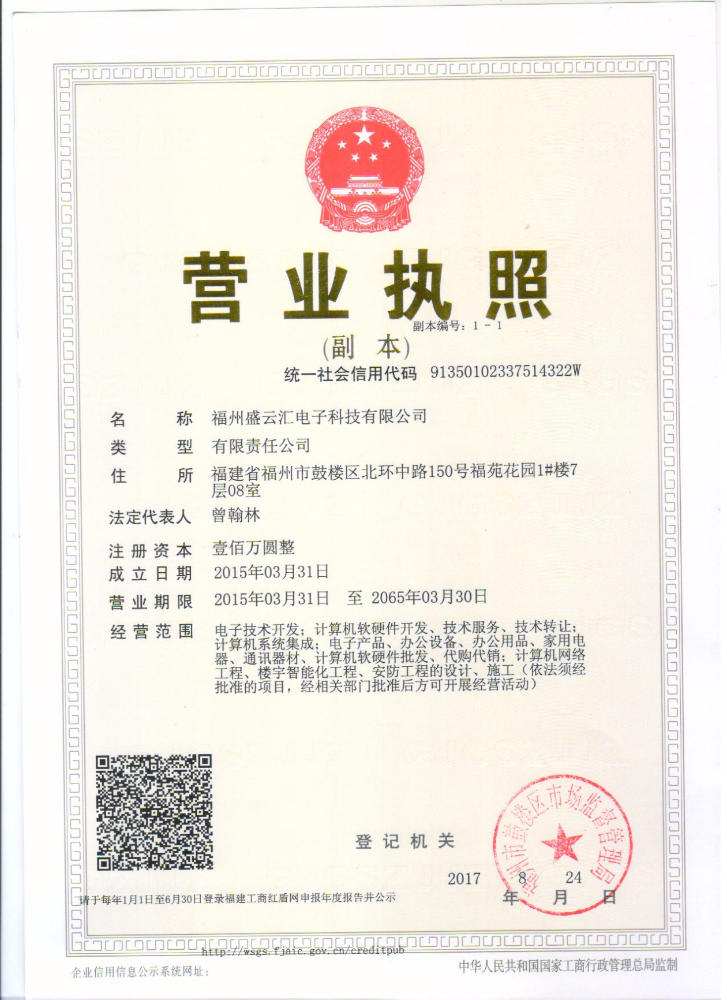 营业执照
副本编号：1 - 1
(副 本)
统一社会信用代码 91350102337514322W
名 称 福州盛云汇电子科技有限公司
类 型 有限责任公司
住 所 福建省福州市鼓楼区北环中路150号福苑花园1#楼7
层08室
法定代表人 曾翰林
注册资本 壹佰万圆整
成立日期 2015年03月31日
营业期限 2015年03月31日 至 2065年03月30日
经营范围 电子技术开发；计算机软硬件开发、技术服务、技术转让；
计算机系统集成；电子产品、办公设备、办公用品、家用电
器、通讯器材、计算机软硬件批发、代购代销；计算机网络
工程、楼宇智能化工程、安防工程的设计、施工（依法须经
批准的项目，经相关部门批准后方可开展经营活动）
登记机关
福州市鼓楼区市场监督管理局
2017 8 24
年 月 日
请于每年1月1日至6月30日登录福建工商红盾网申报年度报告并公示
http://wsgs.fjaic.gov.cn/creditpub
企业信用信息公示系统网址：
中华人民共和国国家工商行政管理总局监制